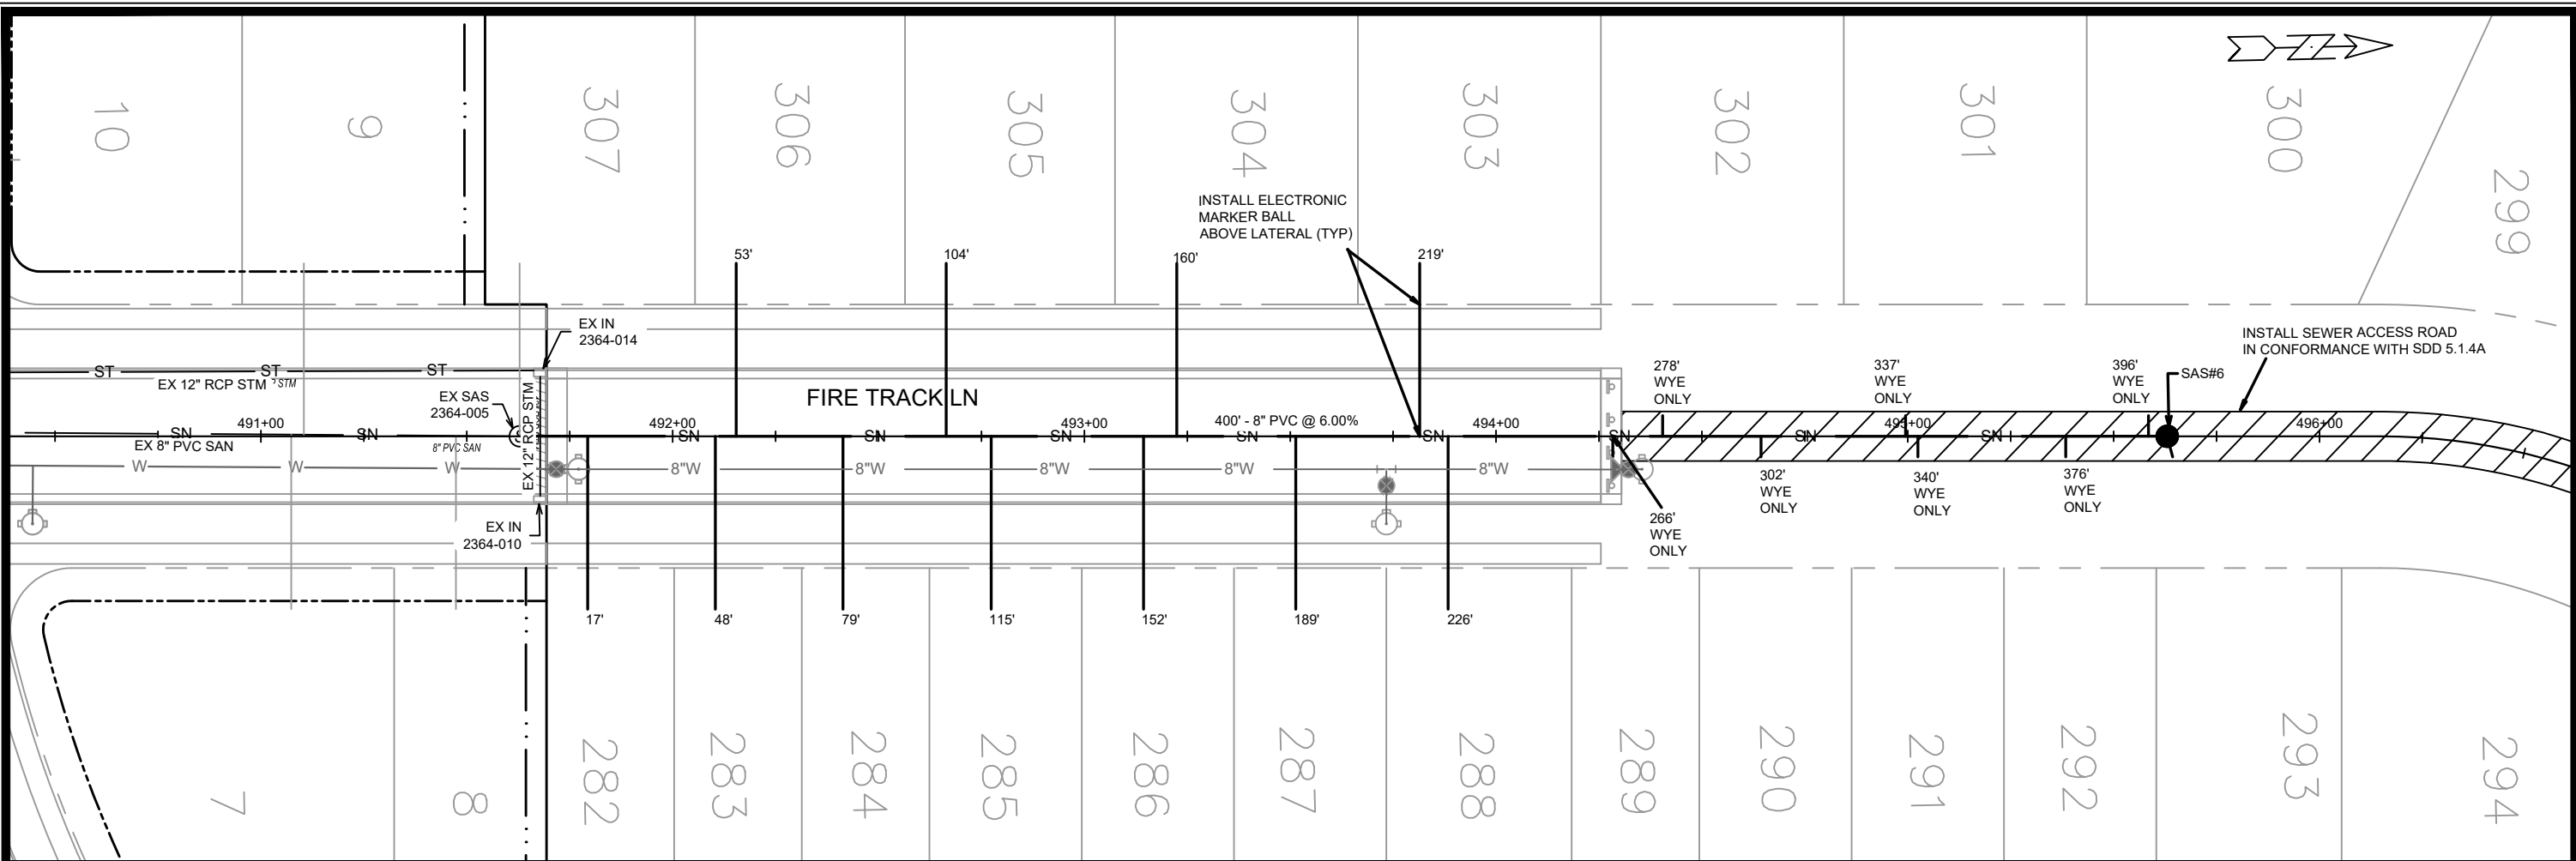 10
9
307
306
305
304
303
302
301
300
299
Z
INSTALL ELECTRONIC
MARKER BALL
ABOVE LATERAL (TYP)
53'
104'
160'
219'
EX IN
2364-014
INSTALL SEWER ACCESS ROAD
IN CONFORMANCE WITH SDD 5.1.4A
278'
WYE
ONLY
337'
WYE
ONLY
396'
WYE
ONLY
SAS#6
ST
ST
ST
EX 12" RCP STM
STM
EX SAS
2364-005
EX 12" RCP STM
FIRE TRACK LN
400' - 8" PVC @ 6.00%
491+00
492+00
493+00
494+00
495+00
496+00
SN
SN
SN
SN
SN
SN
SN
SN
SN
SN
EX 8" PVC SAN
8" PVC SAN
W
W
W
8"W
8"W
8"W
8"W
8"W
302'
WYE
ONLY
340'
WYE
ONLY
376'
WYE
ONLY
266'
WYE
ONLY
EX IN
2364-010
17'
48'
79'
115'
152'
189'
226'
7
8
282
283
284
285
286
287
288
289
290
291
292
293
294